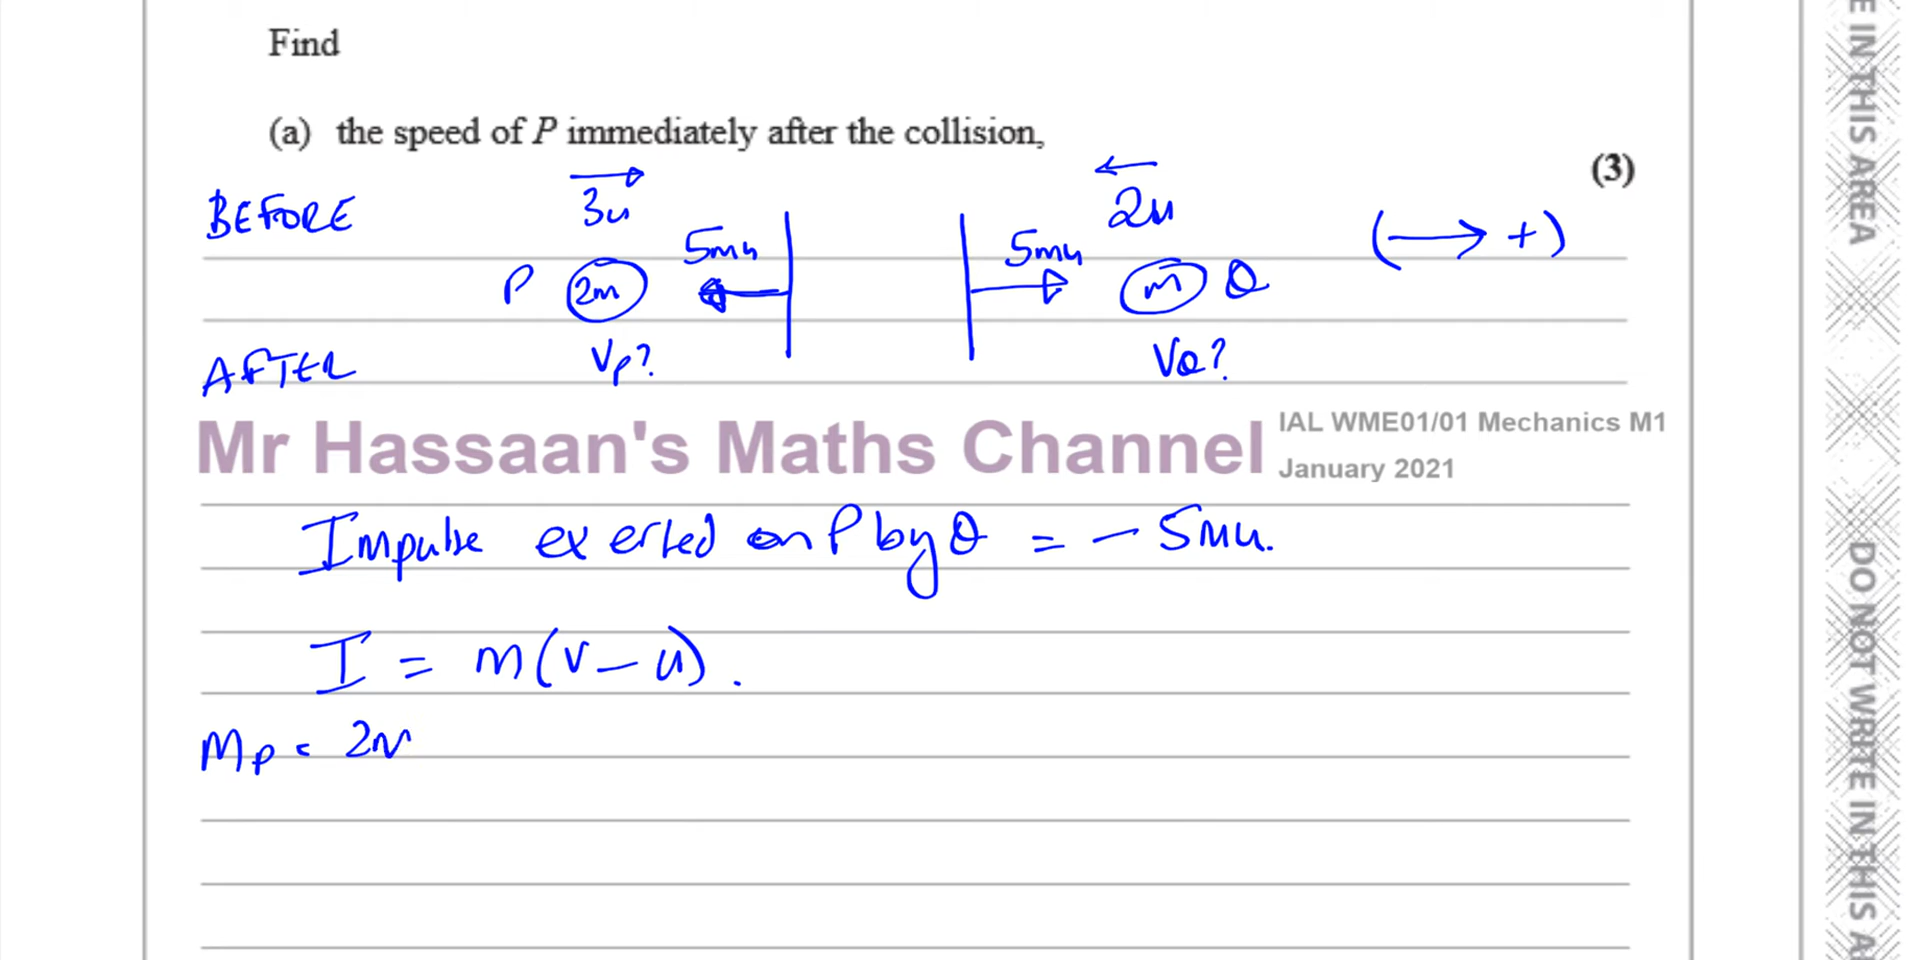 Find
(a) the speed of P immediately after the collision,
(3)
BEFORE 3u 2u (→ +)
P 2m 5mu 5mu m Q
AFTER Vp? VQ?
Mr Hassaan's Maths Channel
IAL WME01/01 Mechanics M1
January 2021
Impulse exerted on P by Q = - 5mu.
I = m(v-u).
Mp = 2m
E IN THIS AREA
DO NOT WRITE IN THIS A